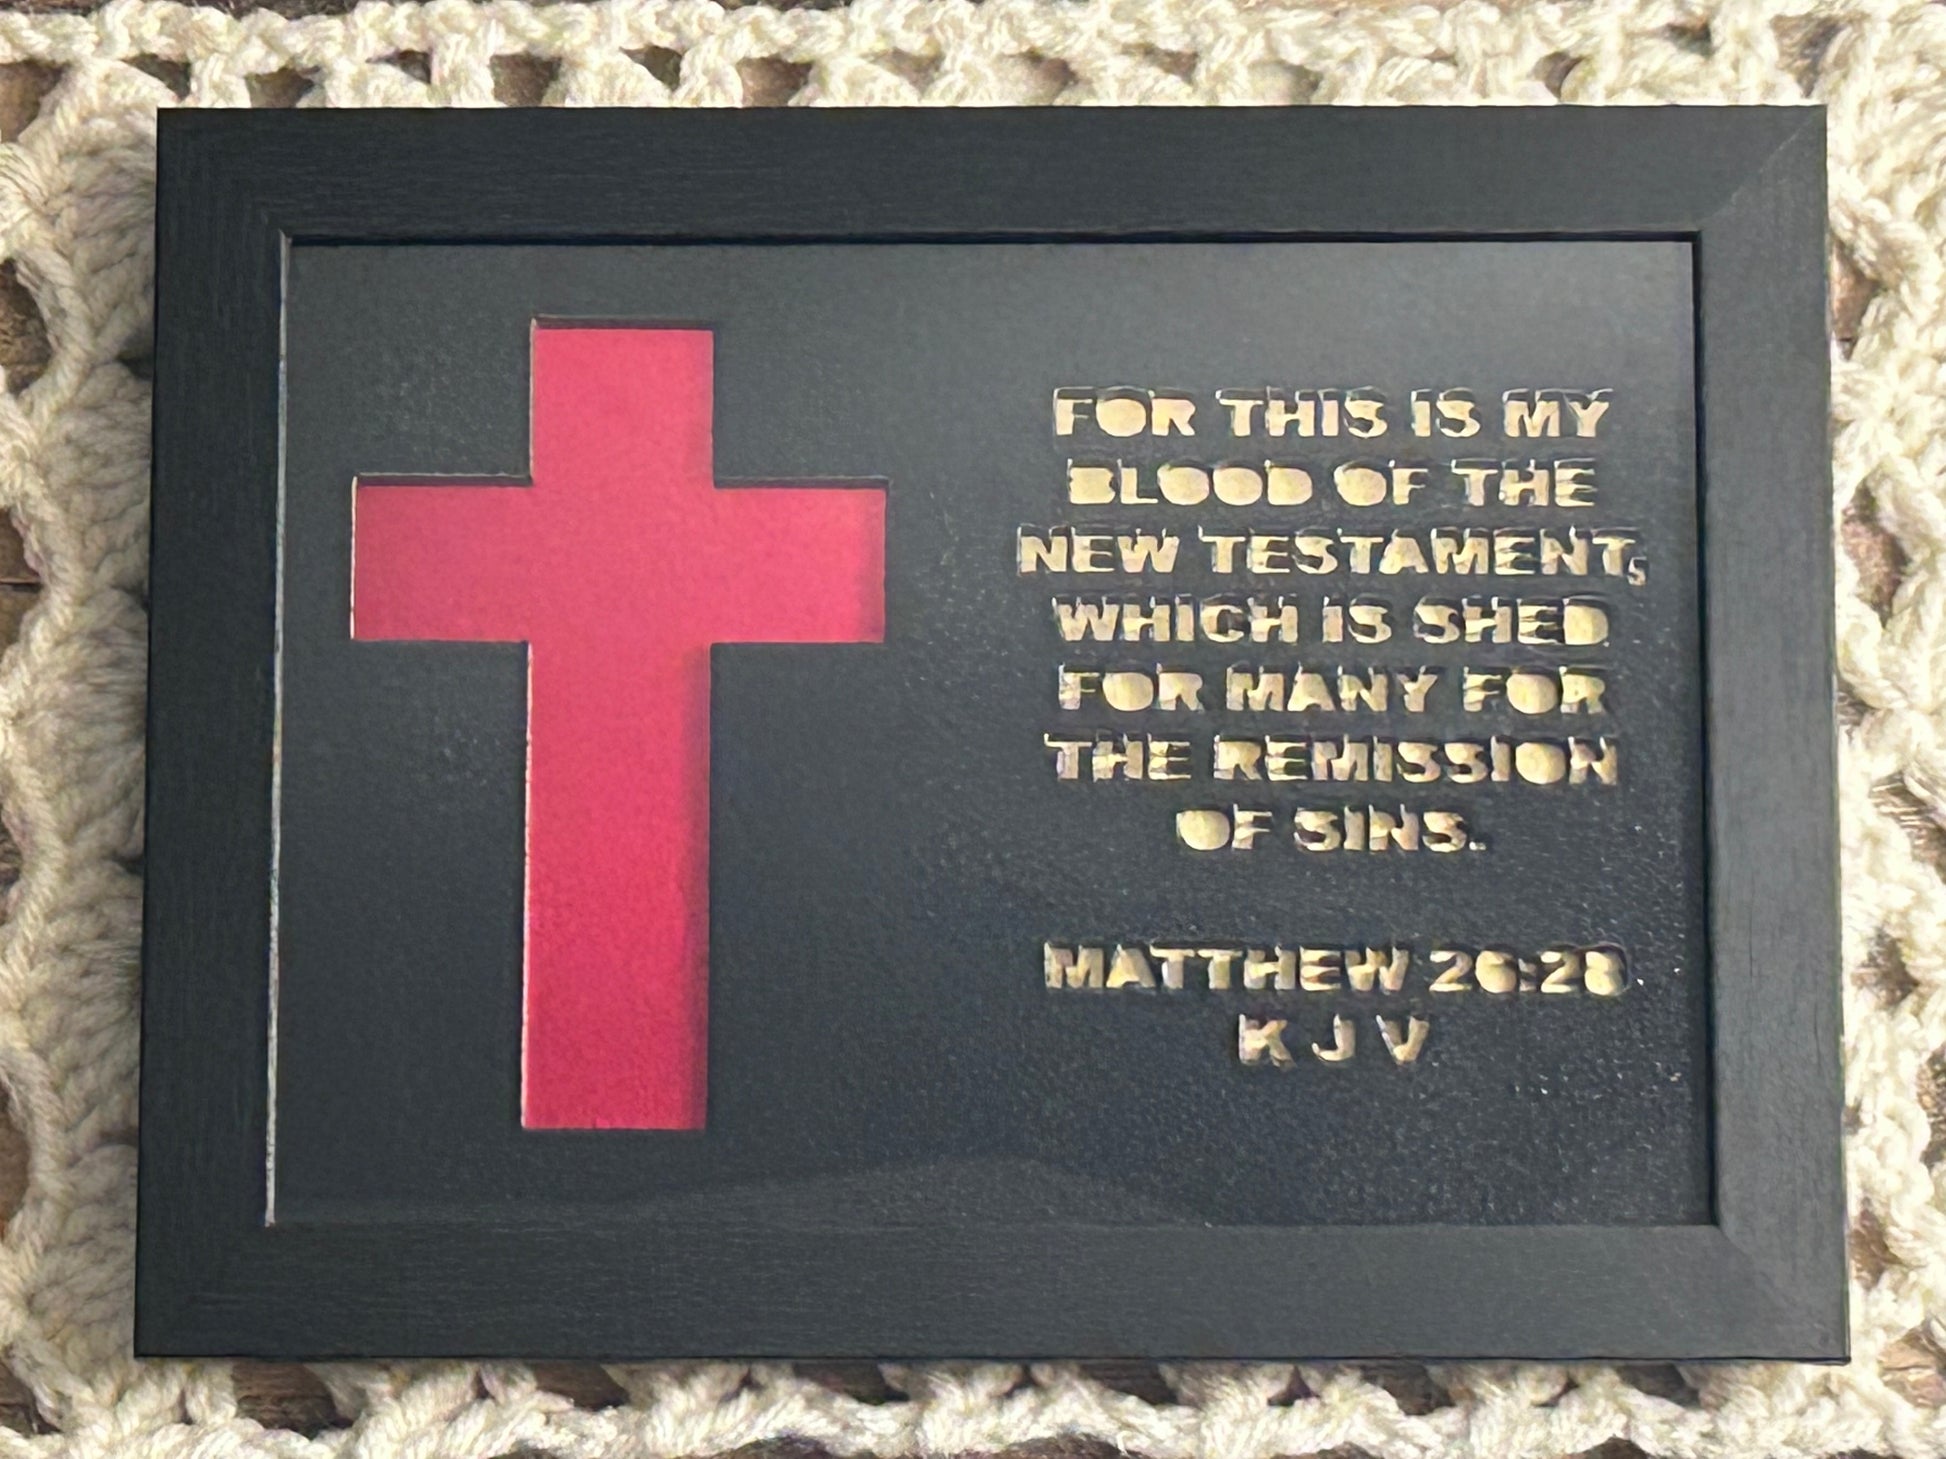 FOR THIS IS MY
BLOOD OF THE
NEW TESTAMENT,
WHICH IS SHED
FOR MANY FOR
THE REMISSION
OF SINS.
MATTHEW 26:28
K J V